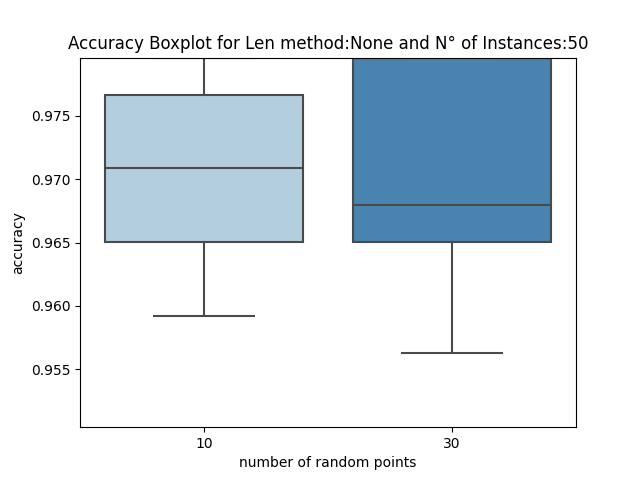 Accuracy Boxplot for Len method:None and N° of Instances:50
0.975
0.970
0.965
0.960
0.955
accuracy
10
30
number of random points